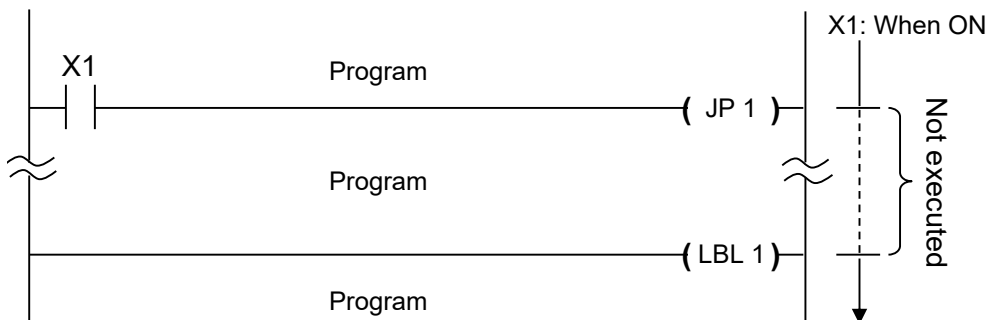 X1: When ON
X1
Program
( JP 1 )
Not executed
Program
( LBL 1 )
Program